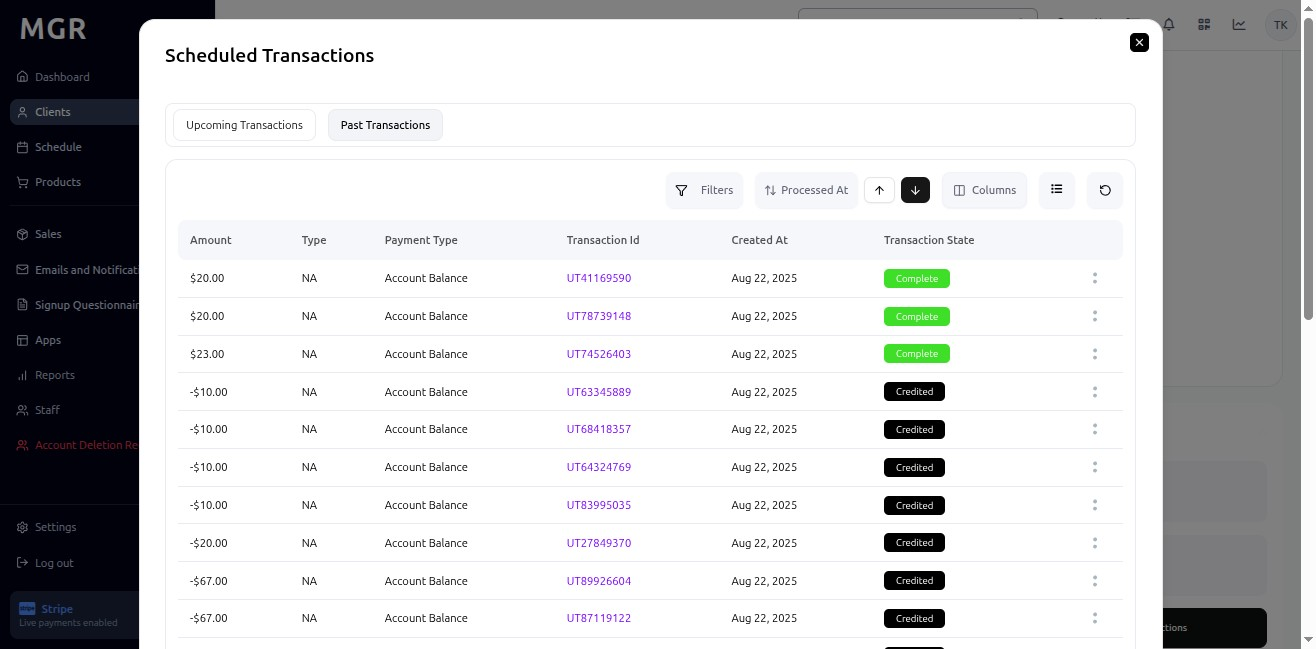 MGR
TK
Dashboard
Clients
Schedule
Products
Sales
Emails and Notificati
Signup Questionnair
Apps
Reports
Staff
Account Deletion Re
Settings
Log out
Stripe
Live payments enabled
Scheduled Transactions
Upcoming Transactions
Past Transactions
Filters
Processed At
Columns
Amount Type Payment Type Transaction Id Created At Transaction State
$20.00 NA Account Balance UT41169590 Aug 22, 2025 Complete
$20.00 NA Account Balance UT78739148 Aug 22, 2025 Complete
$23.00 NA Account Balance UT74526403 Aug 22, 2025 Complete
-$10.00 NA Account Balance UT63345889 Aug 22, 2025 Credited
-$10.00 NA Account Balance UT68418357 Aug 22, 2025 Credited
-$10.00 NA Account Balance UT64324769 Aug 22, 2025 Credited
-$10.00 NA Account Balance UT83995035 Aug 22, 2025 Credited
-$20.00 NA Account Balance UT27849370 Aug 22, 2025 Credited
-$67.00 NA Account Balance UT89926604 Aug 22, 2025 Credited
-$67.00 NA Account Balance UT87119122 Aug 22, 2025 Credited
ctions